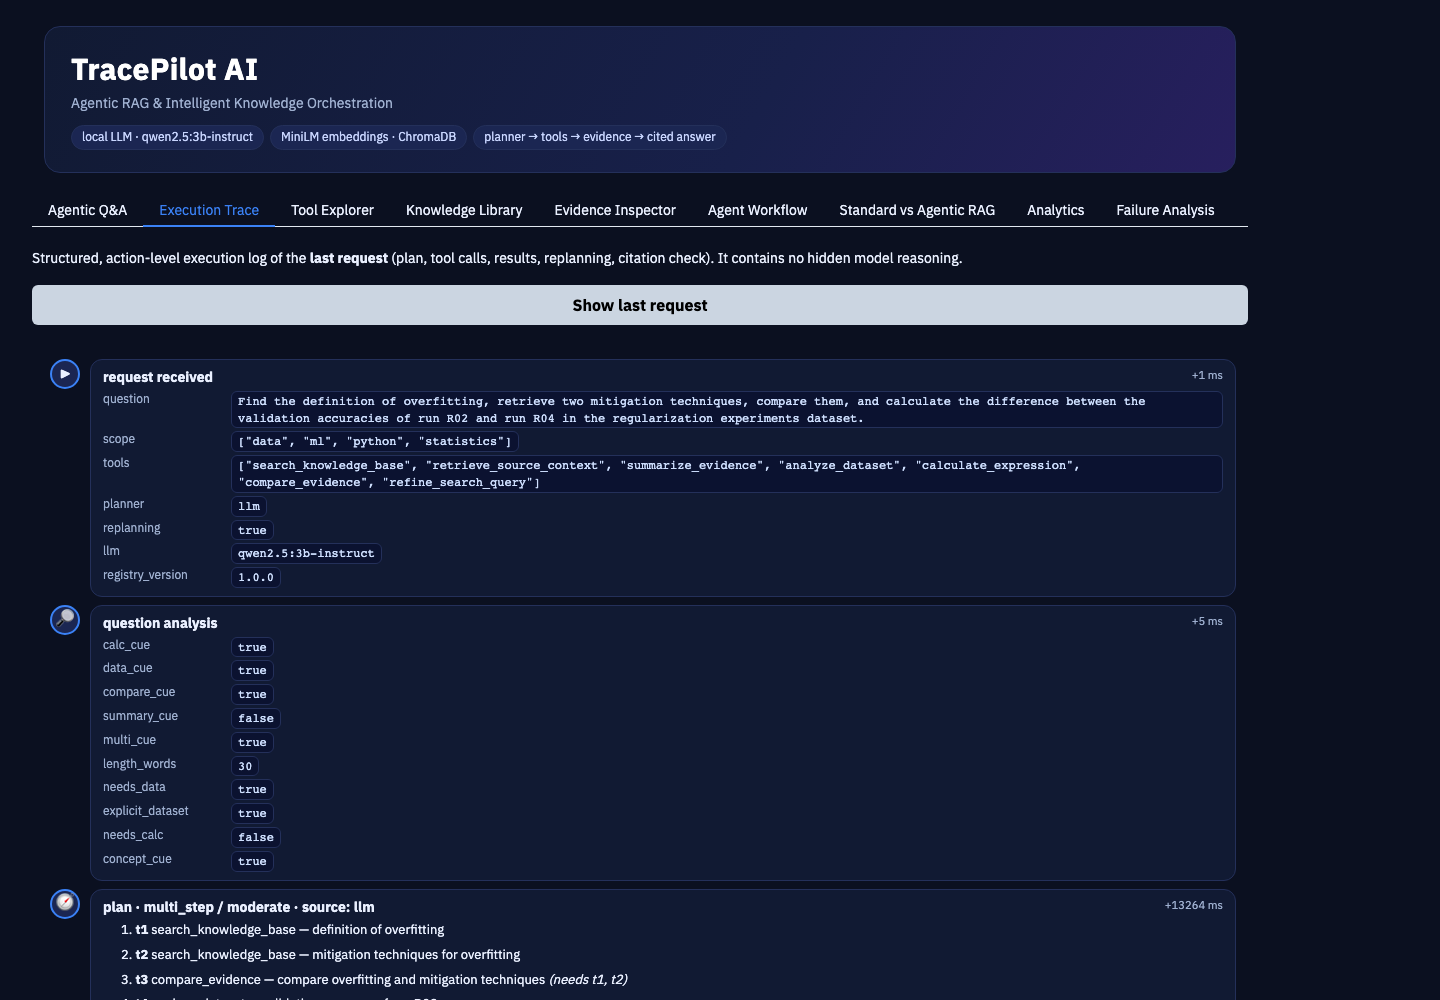 TracePilot AI
Agentic RAG & Intelligent Knowledge Orchestration
local LLM · qwen2.5:3b-instruct
MiniLM embeddings · ChromaDB
planner → tools → evidence → cited answer
Agentic Q&A
Execution Trace
Tool Explorer
Knowledge Library
Evidence Inspector
Agent Workflow
Standard vs Agentic RAG
Analytics
Failure Analysis
Structured, action-level execution log of the last request (plan, tool calls, results, replanning, citation check). It contains no hidden model reasoning.
Show last request
request received +1 ms
question Find the definition of overfitting, retrieve two mitigation techniques, compare them, and calculate the difference between the
validation accuracies of run R02 and run R04 in the regularization experiments dataset.
scope ["data", "ml", "python", "statistics"]
tools ["search_knowledge_base", "retrieve_source_context", "summarize_evidence", "analyze_dataset", "calculate_expression",
"compare_evidence", "refine_search_query"]
planner llm
replanning true
llm qwen2.5:3b-instruct
registry_version 1.0.0
question analysis +5 ms
calc_cue true
data_cue true
compare_cue true
summary_cue false
multi_cue true
length_words 30
needs_data true
explicit_dataset true
needs_calc false
concept_cue true
plan · multi_step / moderate · source: llm +13264 ms
1. t1 search_knowledge_base — definition of overfitting
2. t2 search_knowledge_base — mitigation techniques for overfitting
3. t3 compare_evidence — compare overfitting and mitigation techniques (needs t1, t2)